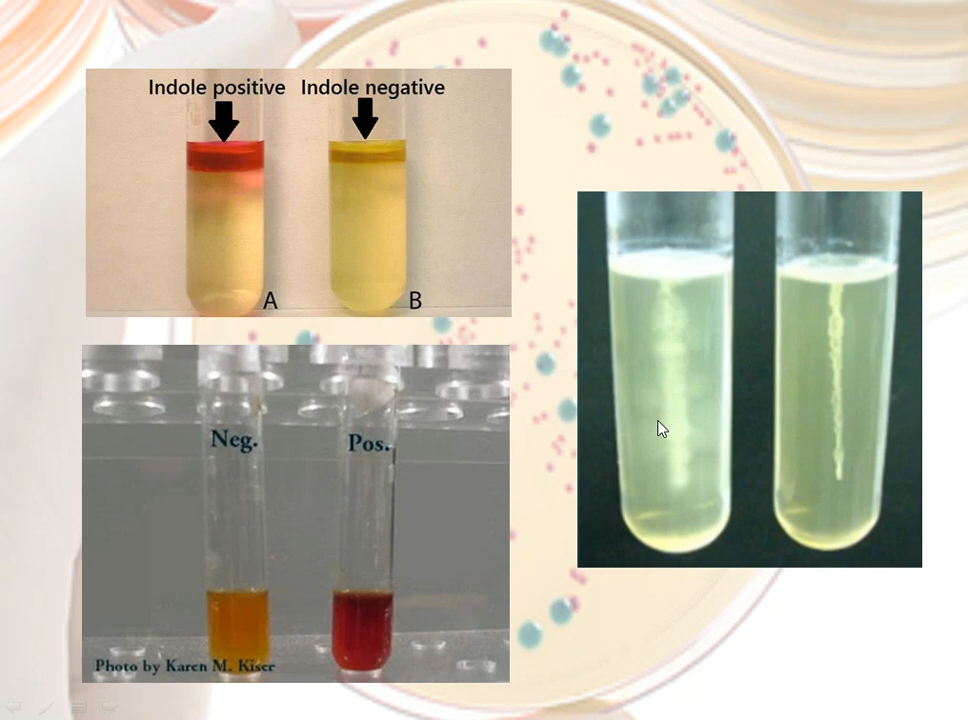 Indole positive Indole negative
A B
Neg. Pos.
Photo by Karen M. Kiser